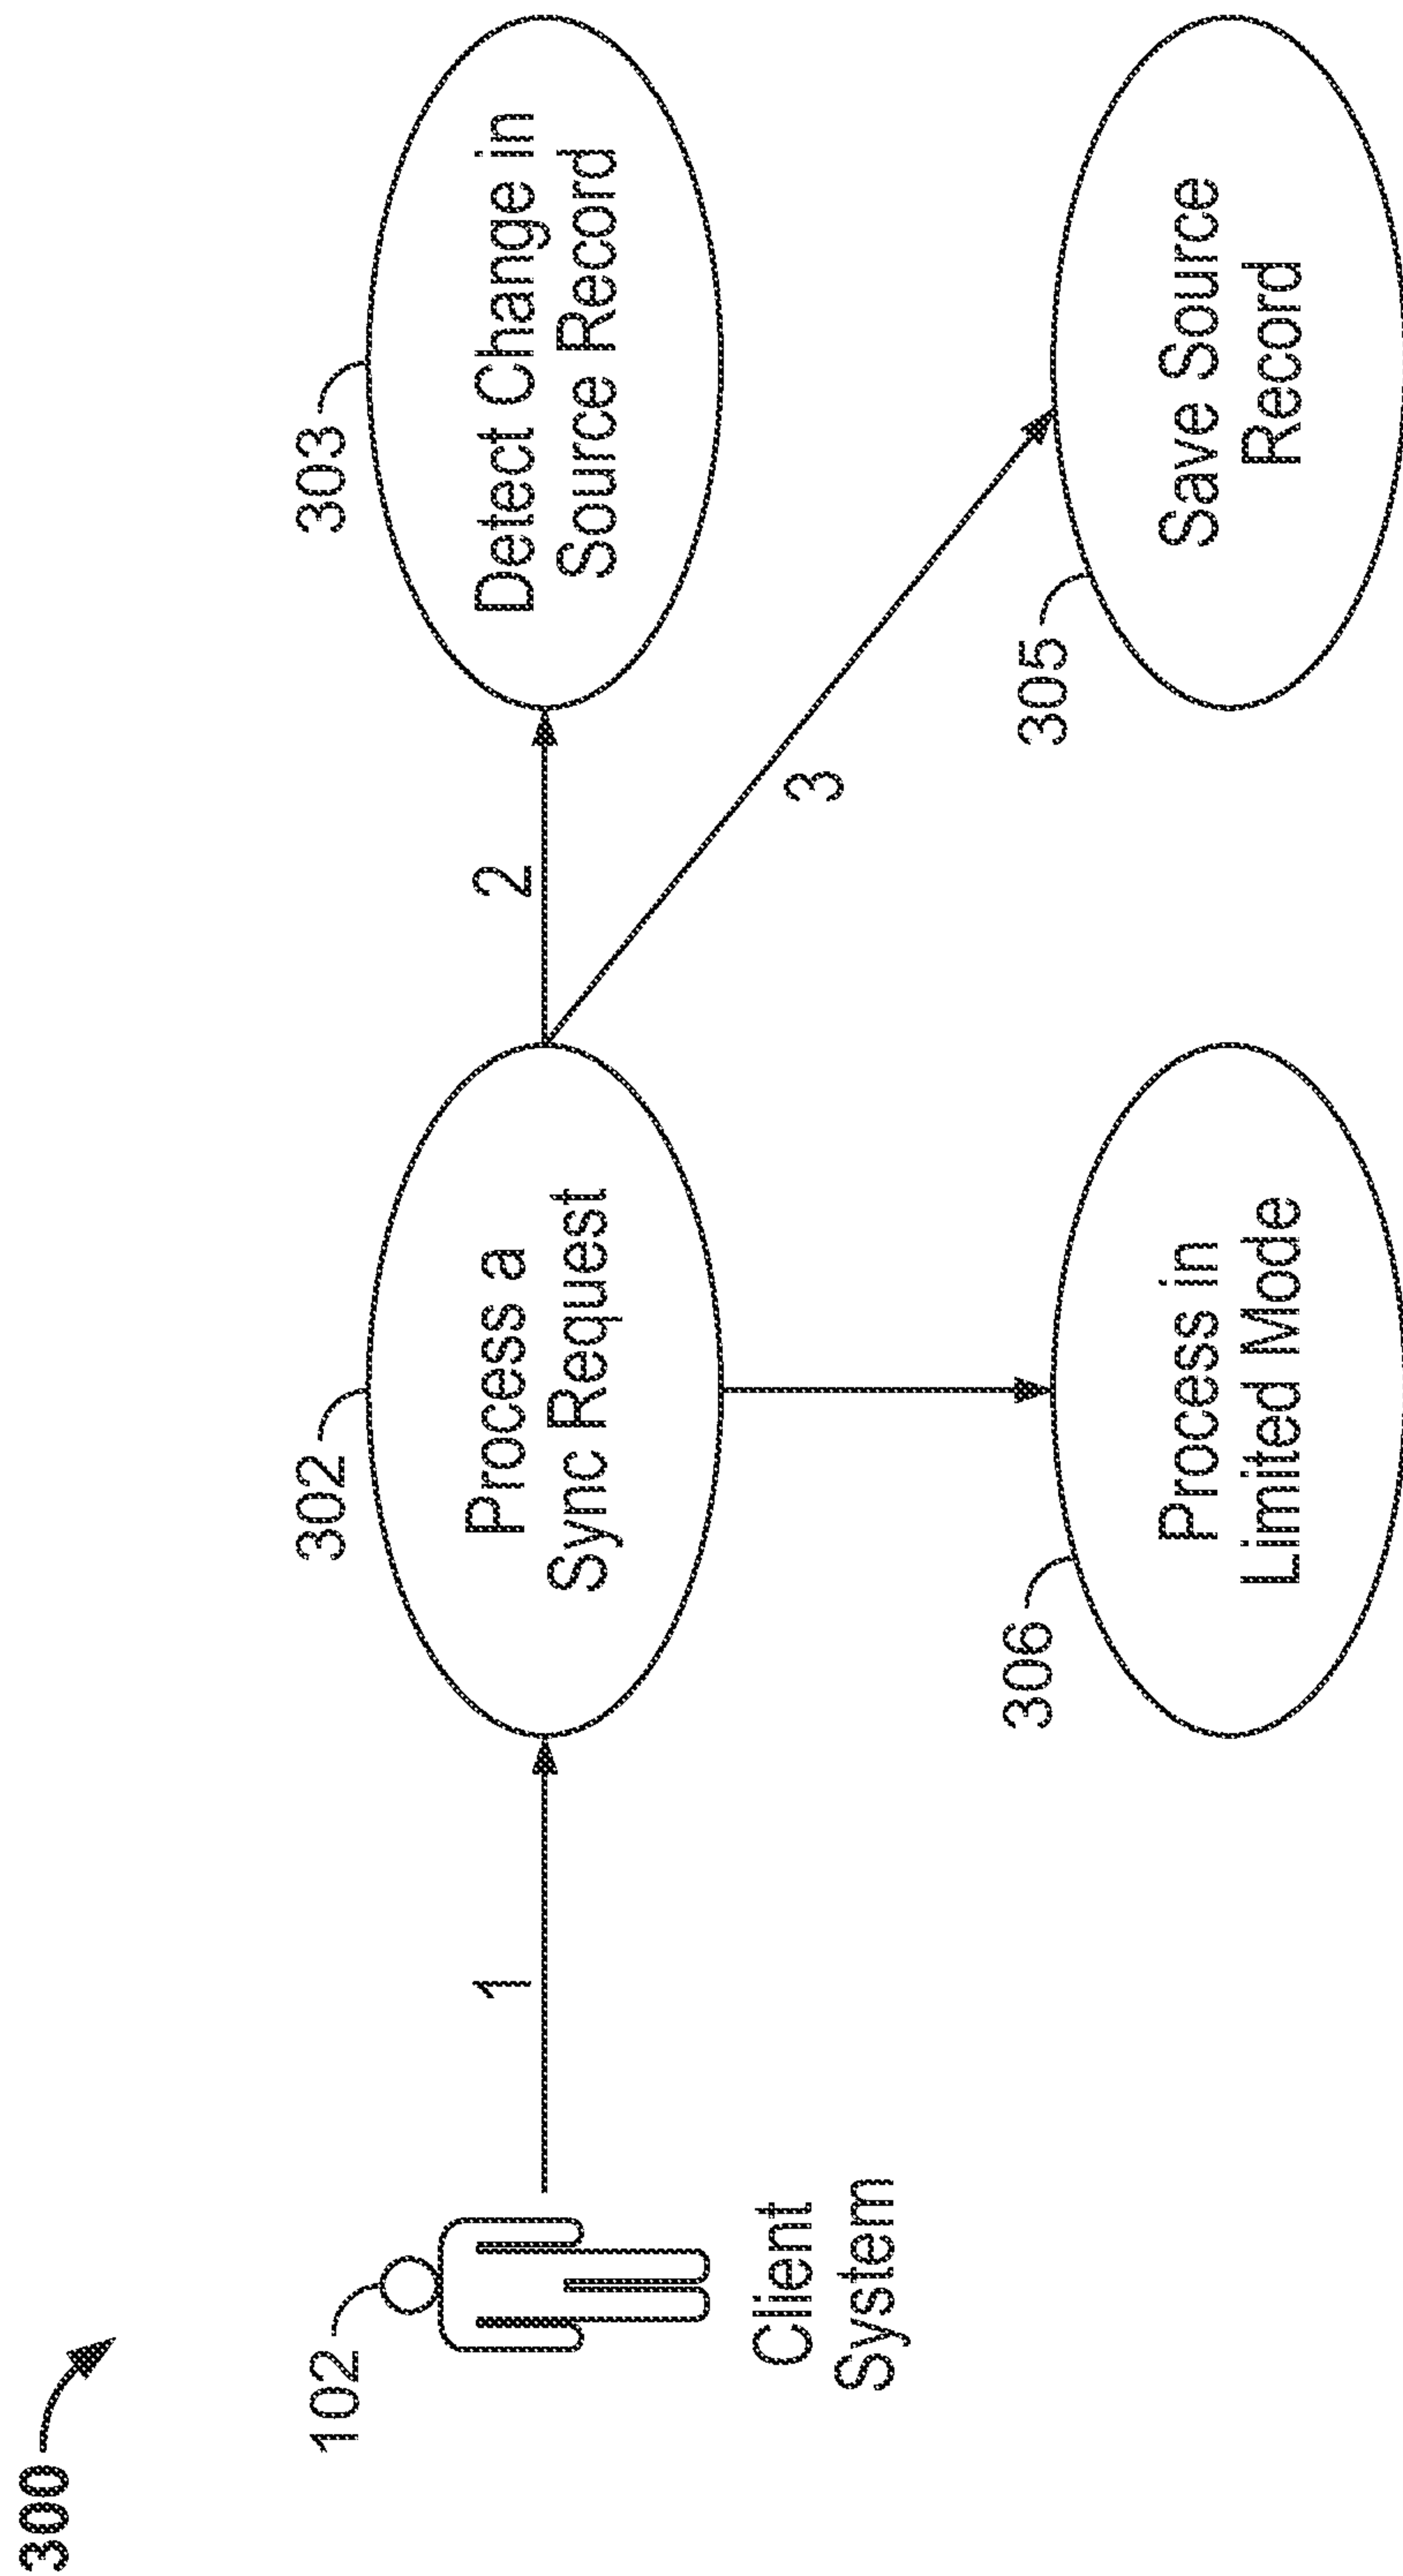 300
102
Client
System
1
302
Process a
Sync Request
2
303
Detect Change in
Source Record
3
306
Process in
Limited Mode
305
Save Source
Record